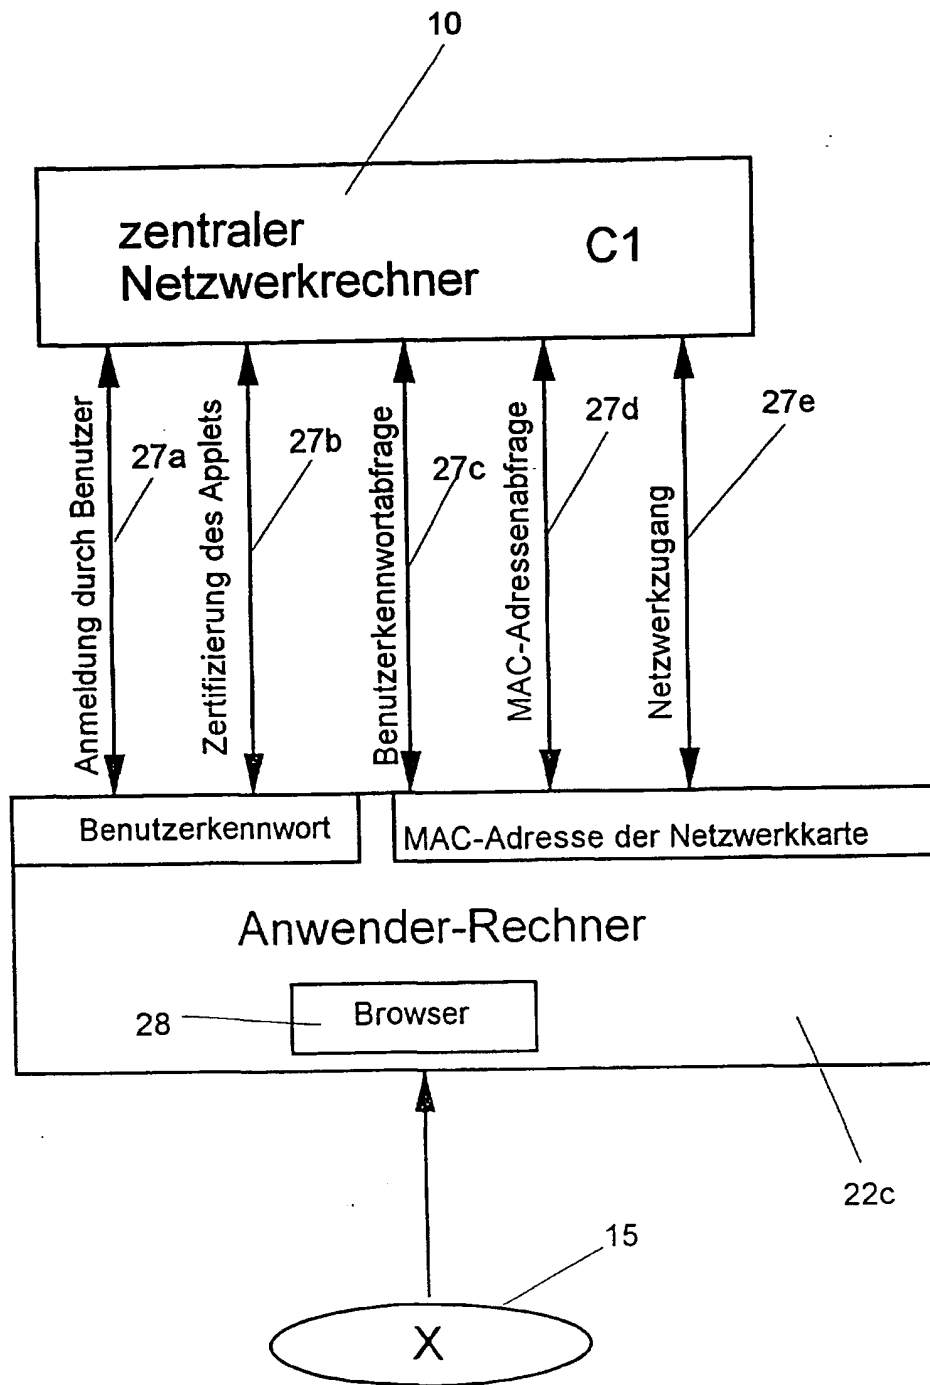 10
zentraler
Netzwerkrechner
C1
Anmeldung durch Benutzer
27a
Zertifizierung des Applets
27b
Benutzerkennwortabfrage
27c
MAC-Adressenabfrage
27d
Netzwerkzugang
27e
Benutzerkennwort
MAC-Adresse der Netzwerkkarte
Anwender-Rechner
28
Browser
22c
15
X